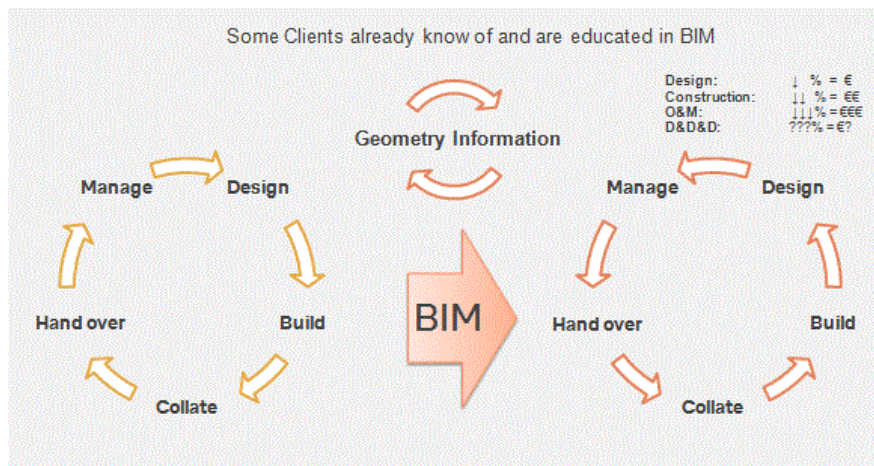 Some Clients already know of and are educated in BIM
Design: ↓ % = €
Construction: ↓↓ % = €€
O&M: ↓↓↓% = €€€
D&D&D: ???% = €?
Geometry Information
Manage
Design
Manage
Design
Hand over
Build
BIM
Hand over
Build
Collate
Collate